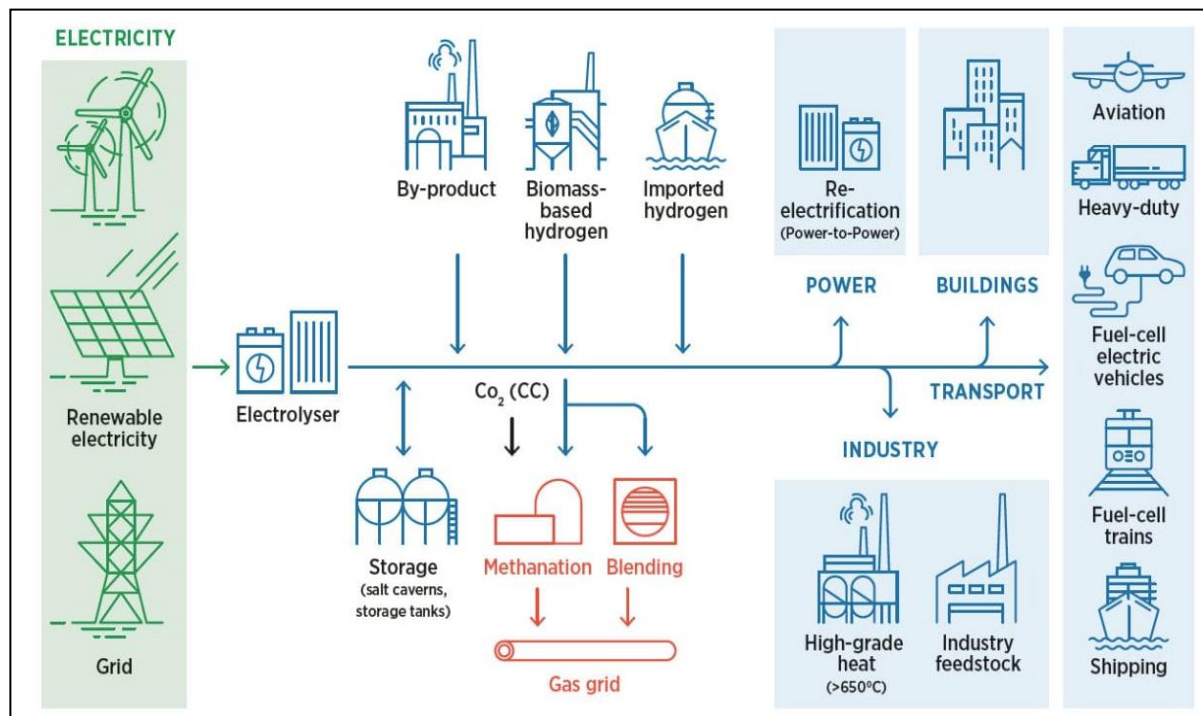 ELECTRICITY
Renewable
electricity
Grid
Electrolyser
By-product
Biomass-
based
hydrogen
Imported
hydrogen
Co₂ (CC)
Storage
(salt caverns,
storage tanks)
Methanation
Blending
Gas grid
Re-
electrification
(Power-to-Power)
POWER
BUILDINGS
TRANSPORT
INDUSTRY
High-grade
heat
(>650ºC)
Industry
feedstock
Aviation
Heavy-duty
Fuel-cell
electric
vehicles
Fuel-cell
trains
Shipping